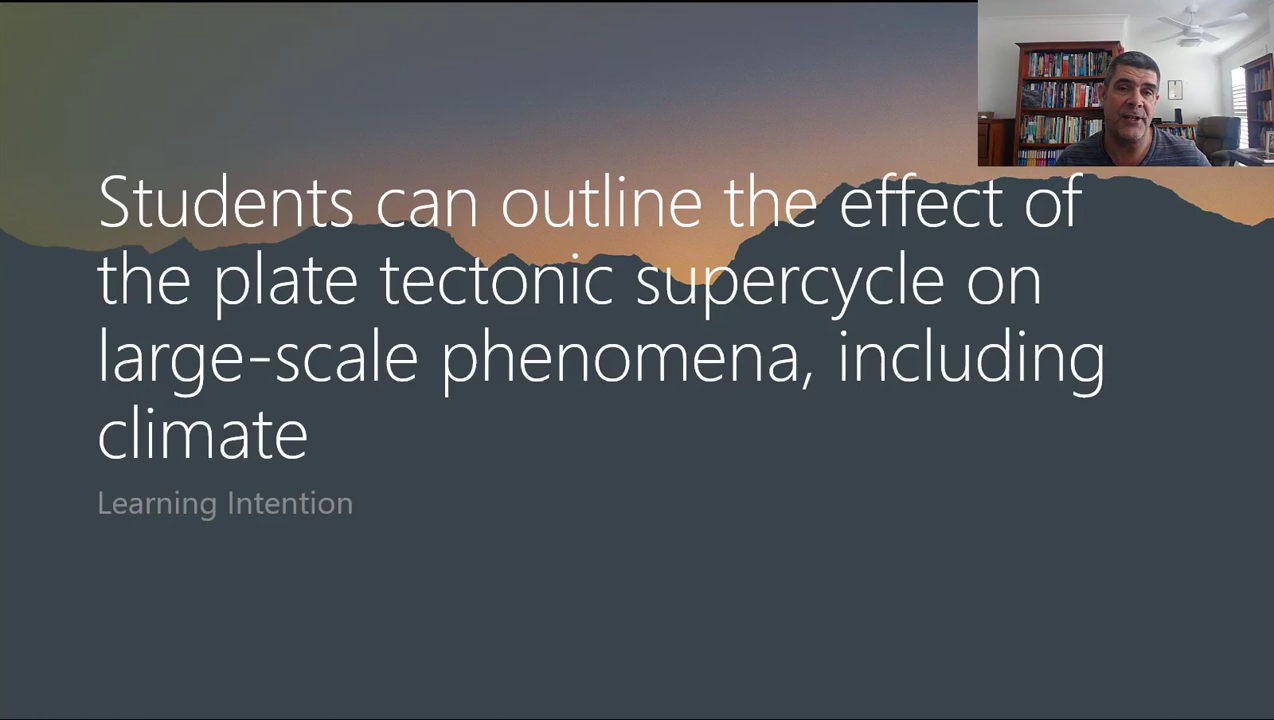 Students can outline the effect of
the plate tectonic supercycle on
large-scale phenomena, including
climate
Learning Intention